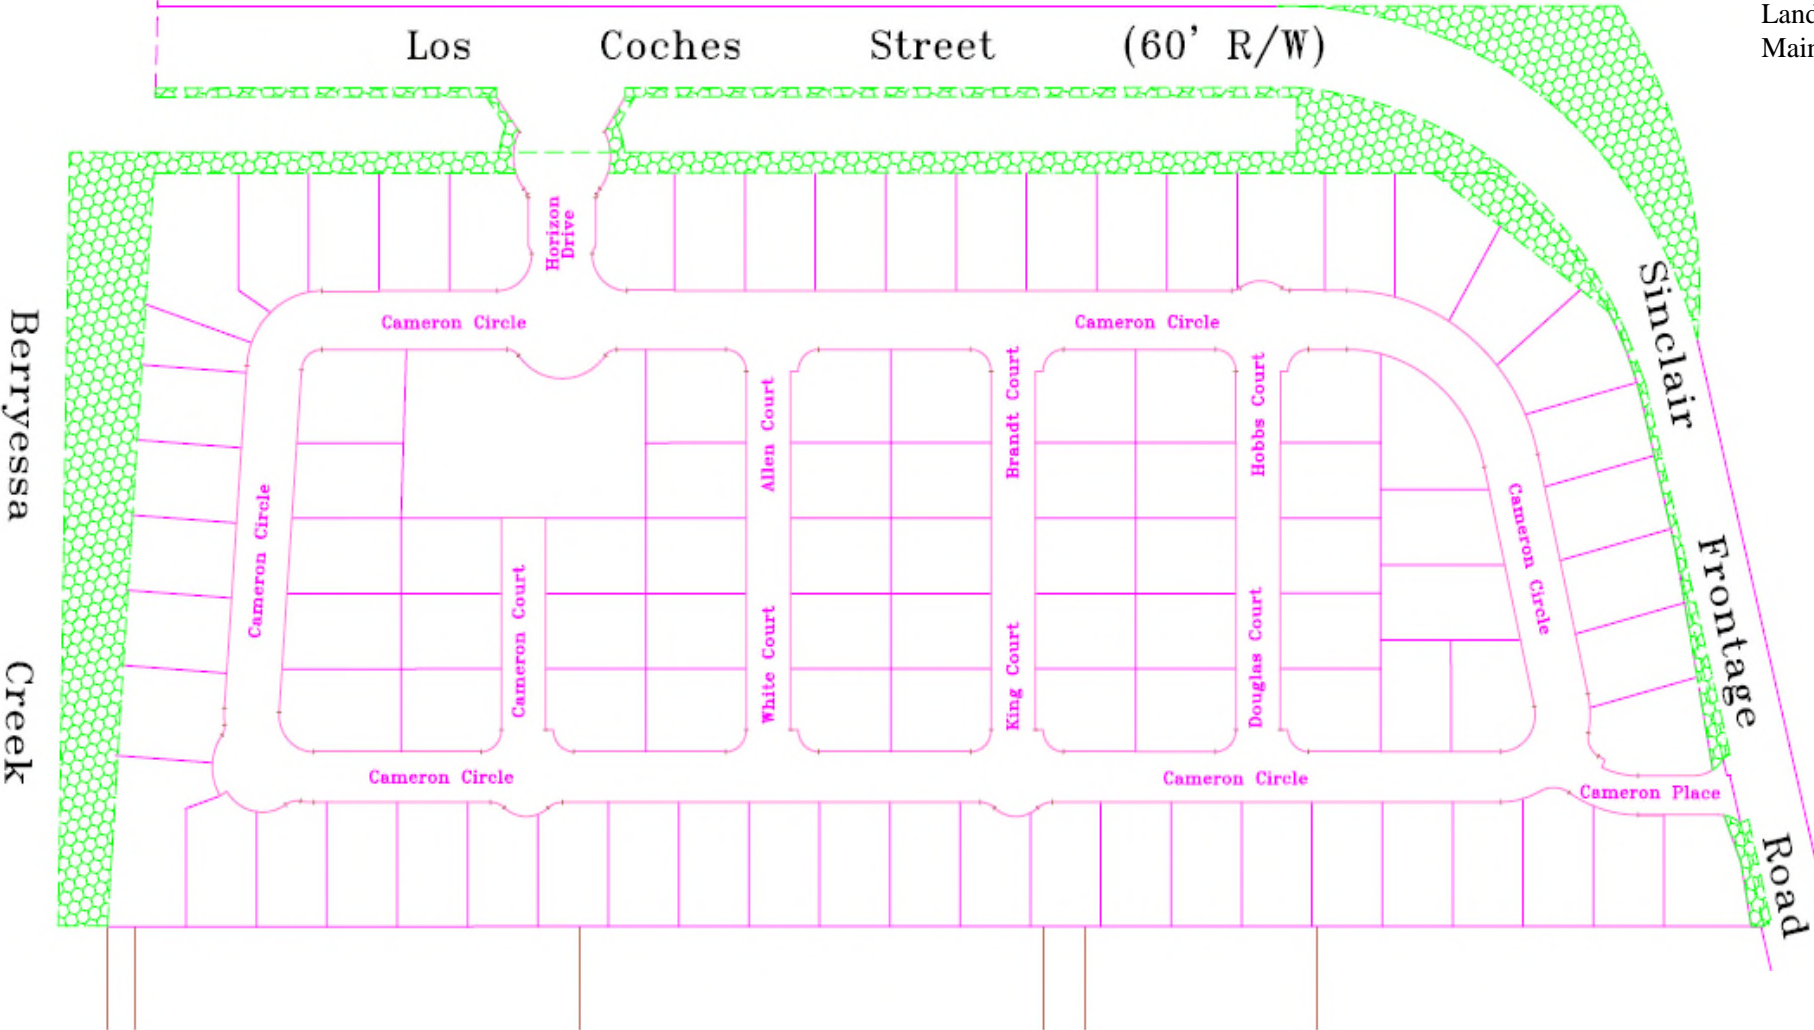 Los Coches Street (60' R/W)
Land
Main
Horizon
Drive
Cameron Circle
Cameron Circle
Sinclair
Berryessa
Allen Court
Brandt Court
Hobbs Court
Cameron Circle
Cameron Circle
Frontage
Cameron Court
White Court
King Court
Douglas Court
Creek
Cameron Circle
Cameron Circle
Cameron Place
Road